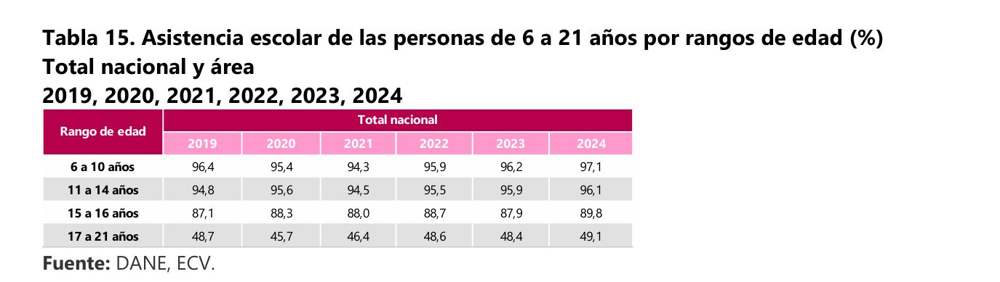 Tabla 15. Asistencia escolar de las personas de 6 a 21 años por rangos de edad (%)
Total nacional y área
2019, 2020, 2021, 2022, 2023, 2024
Rango de edad Total nacional
2019 2020 2021 2022 2023 2024
6 a 10 años 96,4 95,4 94,3 95,9 96,2 97,1
11 a 14 años 94,8 95,6 94,5 95,5 95,9 96,1
15 a 16 años 87,1 88,3 88,0 88,7 87,9 89,8
17 a 21 años 48,7 45,7 46,4 48,6 48,4 49,1
Fuente: DANE, ECV.